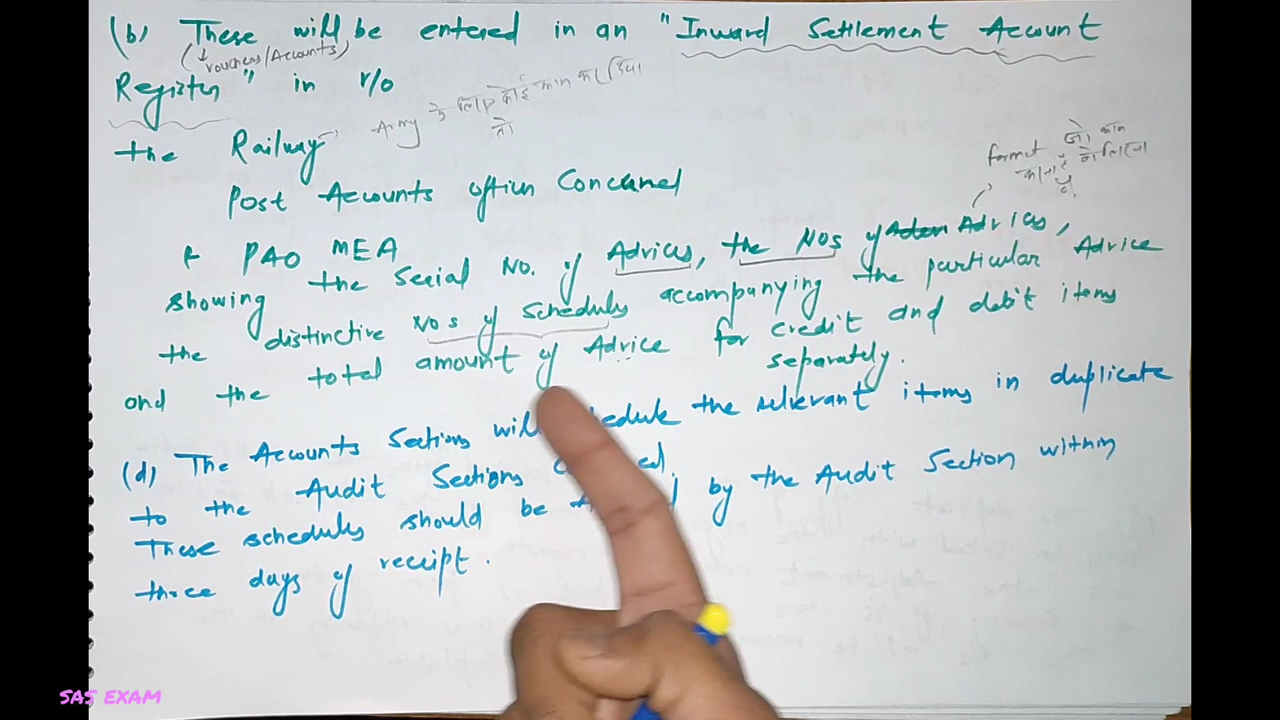 (b) These will be entered in an "Inward Settlement Account
(↓ vouchers/Accounts)
Register" in r/o
Army के लिए कोई काम कर दिया
तो
the Railway
Post Accounts officer Concerned
format जो काम
& PAO MEA
showing the Serial No. of Advices, the NOS of Advices,
the distinctive Nos of Schedules accompanying the particular Advice
and the total amount of Advice for credit and debit items
separately.
(d) The Accounts Sections will schedule the relevant items in duplicate
to the Audit Sections
These schedules should be by the Audit Section within
three days of receipt.
SAS EXAM